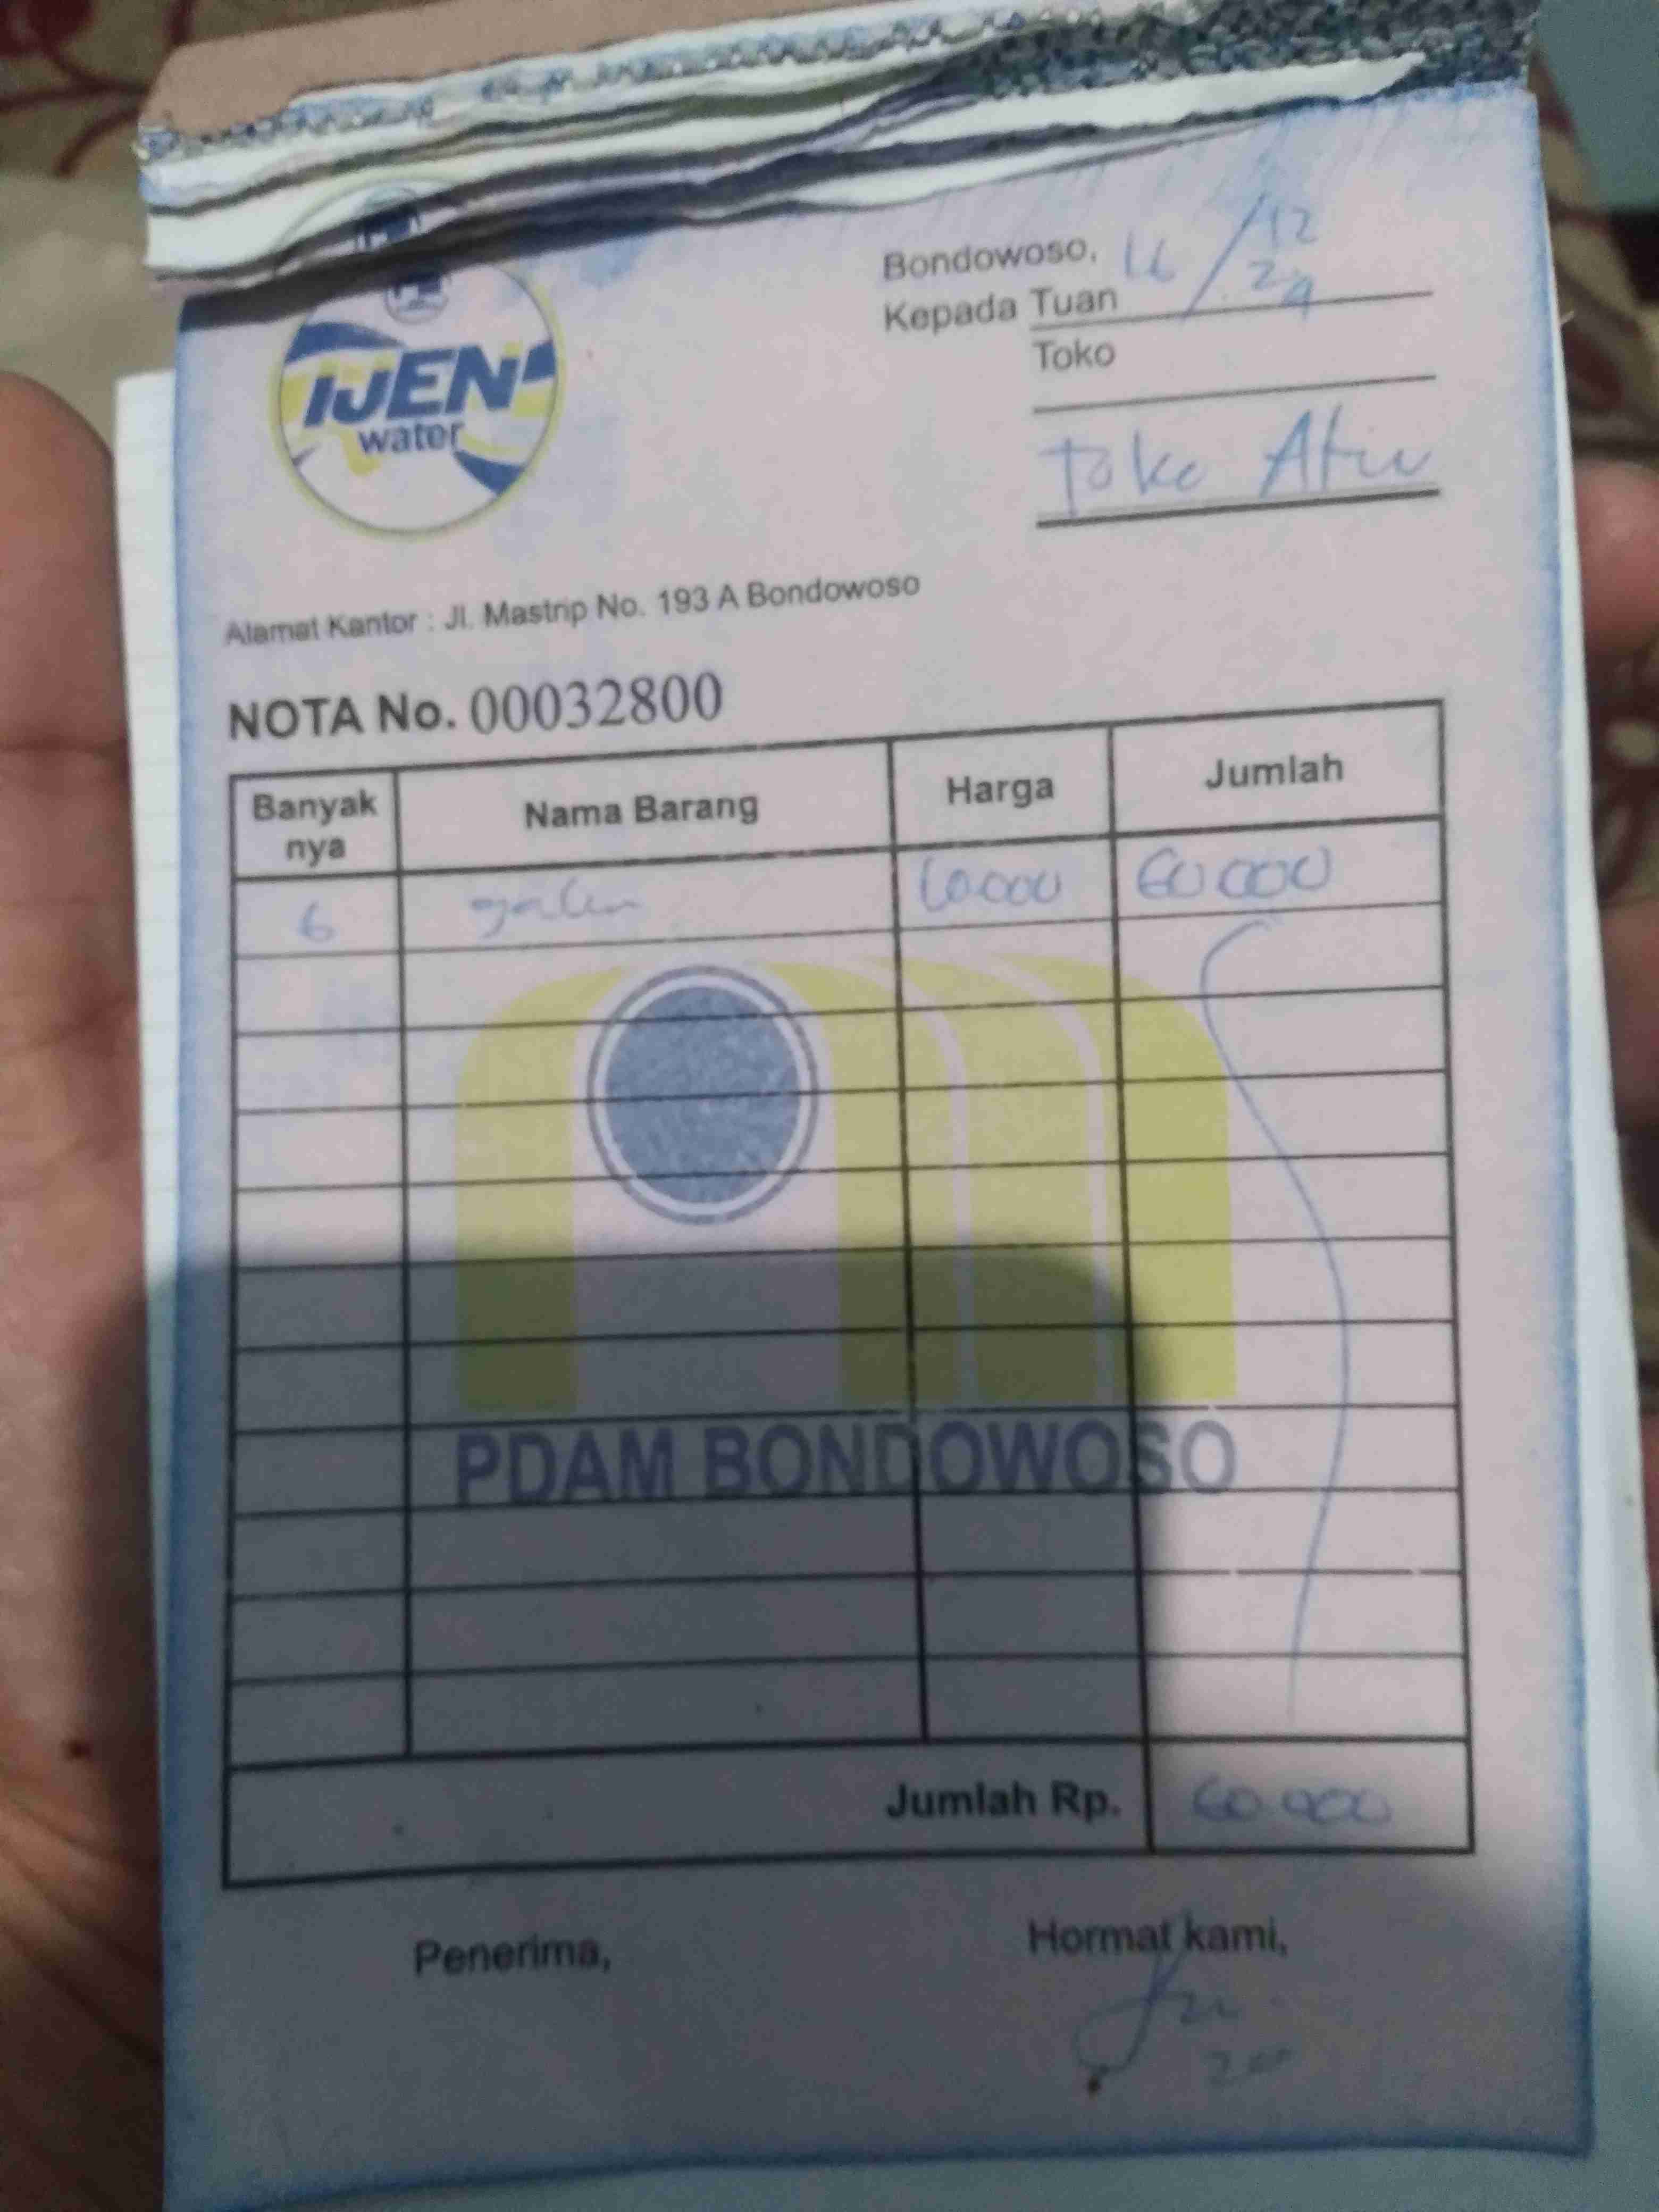 IJEN
water
Bondowoso, 16/12 24
Kepada Tuan
Toko
Toko
Alamat Kantor : Jl. Mastrip No. 193 A Bondowoso
NOTA No. 00032800
Banyak nya Nama Barang Harga Jumlah
6 galon 10.000 60.000
PDAM BONDOWOSO
Jumlah Rp. 60.000
Penerima, Hormat kami,